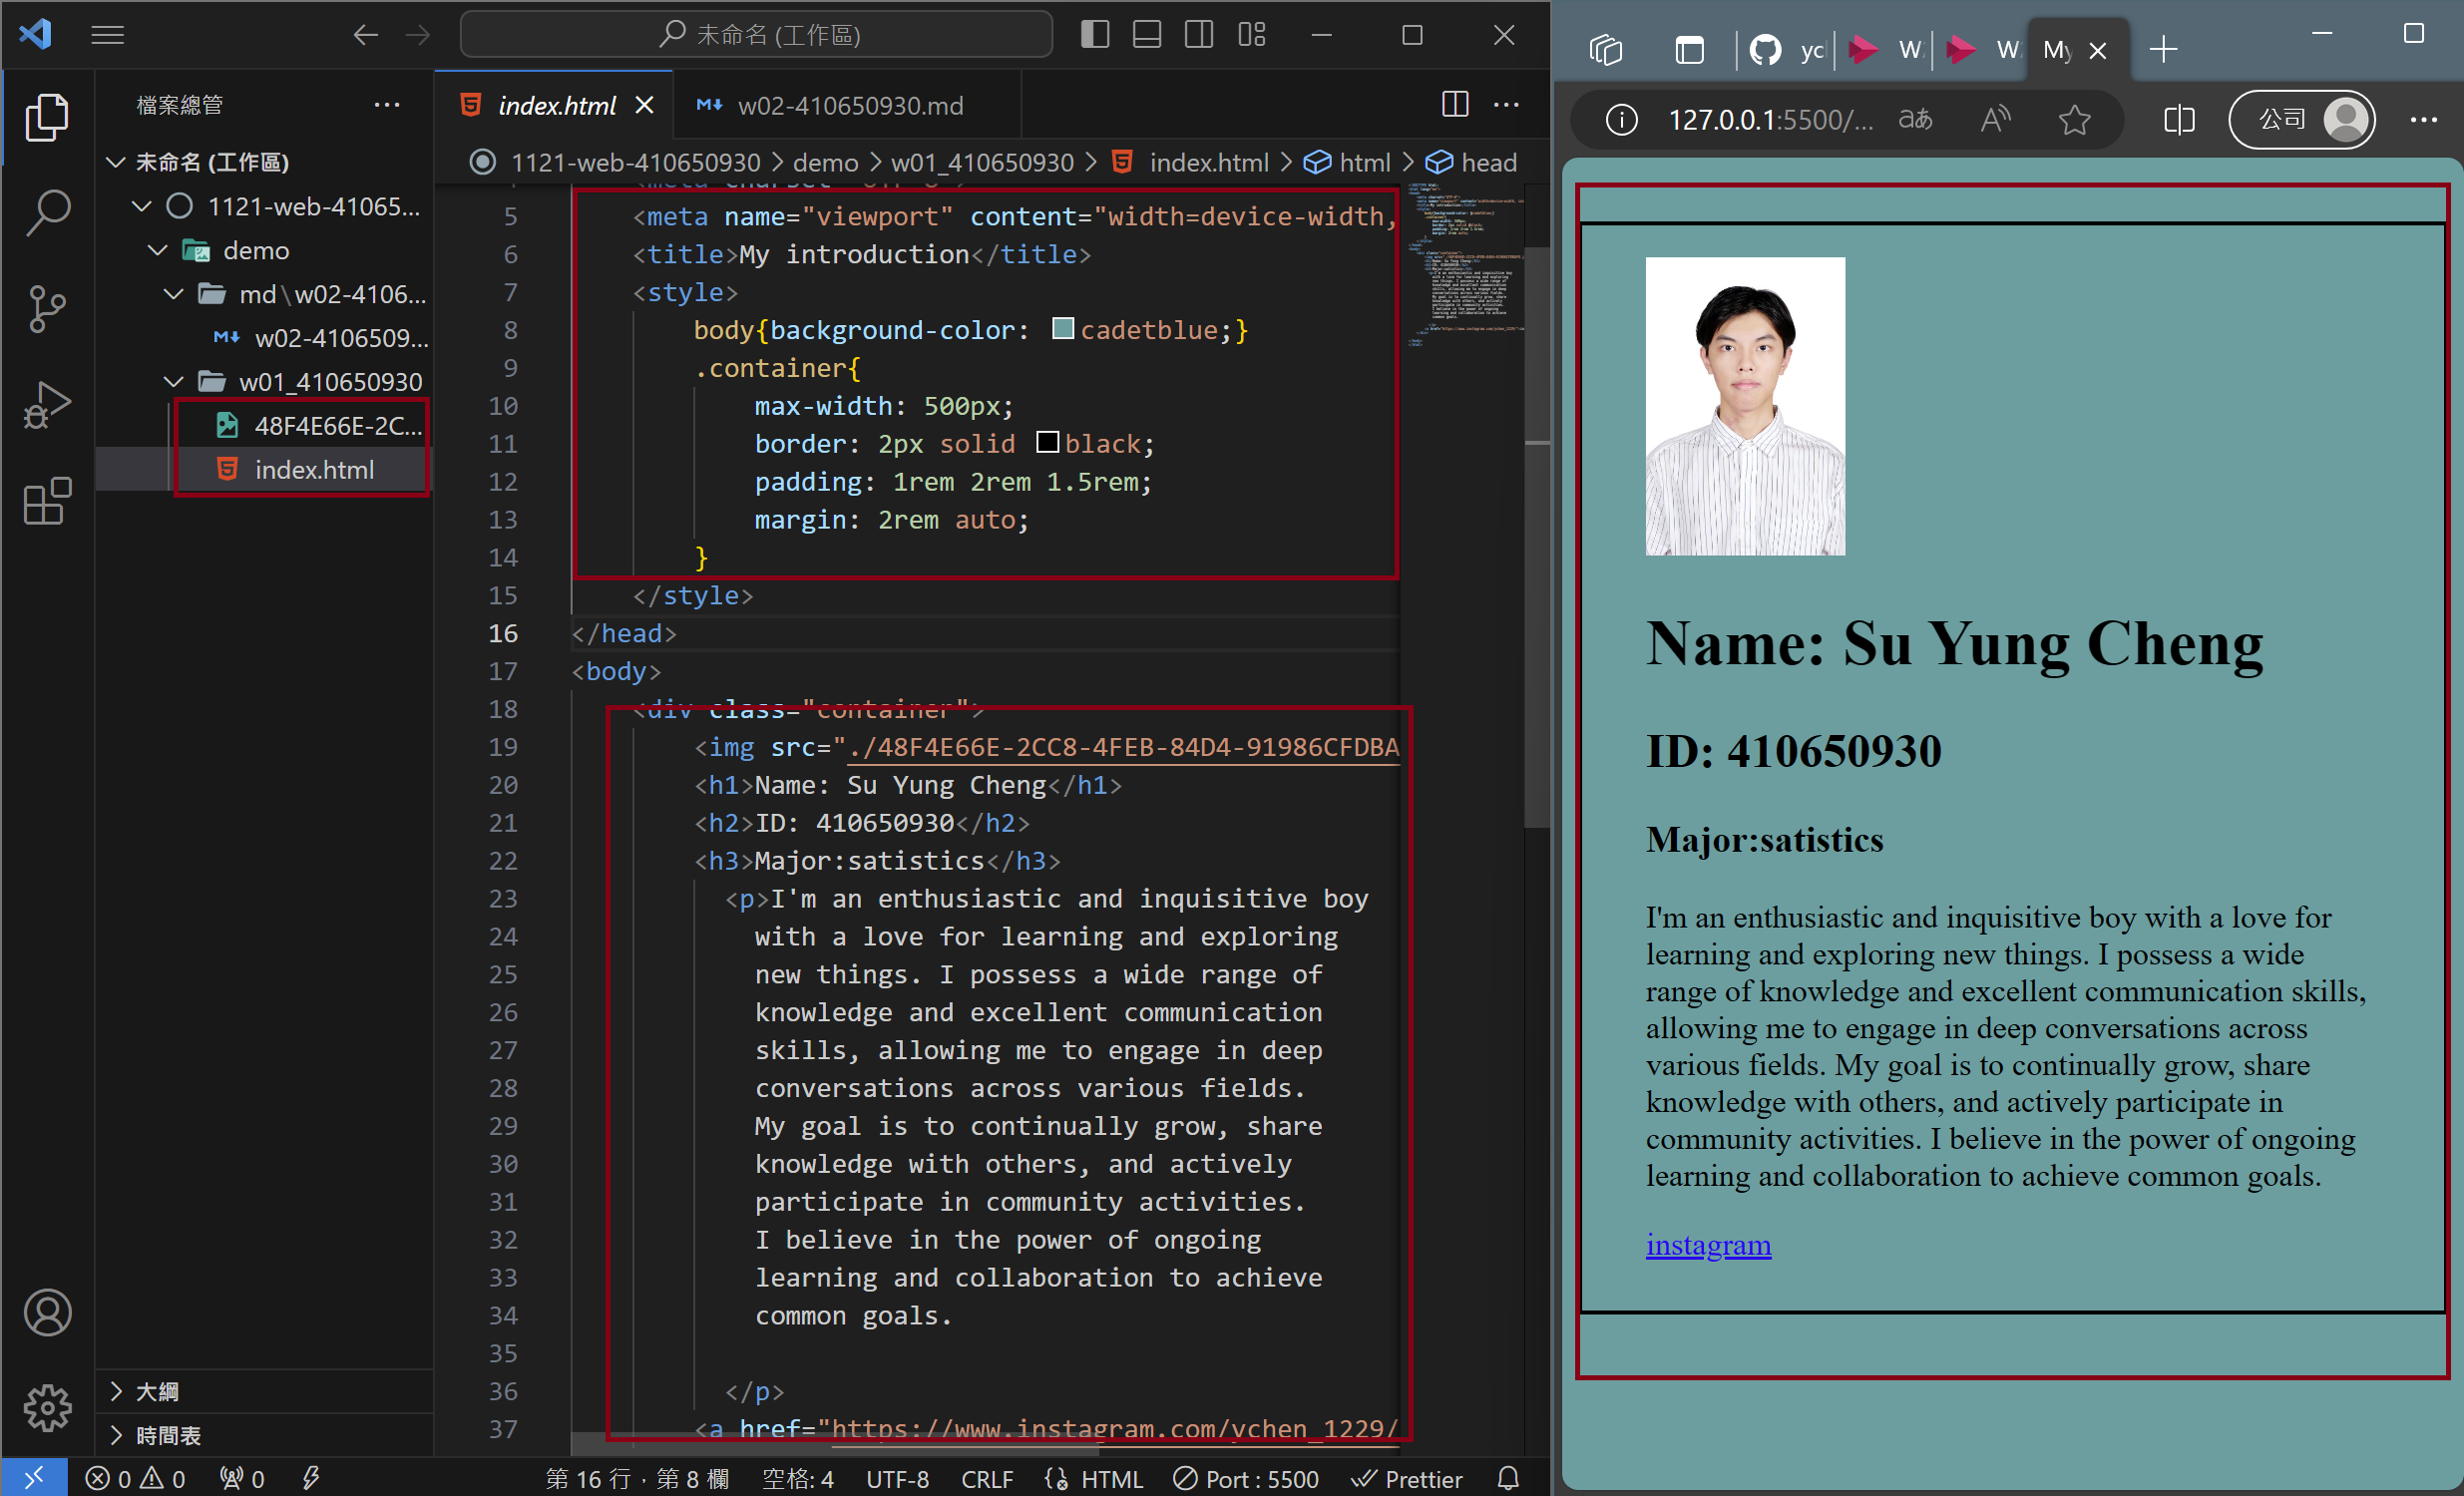 未命名 (工作區)
檔案總管
未命名 (工作區)
1121-web-41065...
demo
md\w02-4106...
w02-4106509...
w01_410650930
48F4E66E-2C...
index.html
大綱
時間表
index.html
w02-410650930.md
1121-web-410650930 > demo > w01_410650930 > index.html > html > head
5 <meta name="viewport" content="width=device-width,
6 <title>My introduction</title>
7 <style>
8 body{background-color: cadetblue;}
9 .container{
10 max-width: 500px;
11 border: 2px solid black;
12 padding: 1rem 2rem 1.5rem;
13 margin: 2rem auto;
14 }
15 </style>
16 </head>
17 <body>
18 <div class="container">
19 <img src="./48F4E66E-2CC8-4FEB-84D4-91986CFDBA
20 <h1>Name: Su Yung Cheng</h1>
21 <h2>ID: 410650930</h2>
22 <h3>Major:satistics</h3>
23 <p>I'm an enthusiastic and inquisitive boy
24 with a love for learning and exploring
25 new things. I possess a wide range of
26 knowledge and excellent communication
27 skills, allowing me to engage in deep
28 conversations across various fields.
29 My goal is to continually grow, share
30 knowledge with others, and actively
31 participate in community activities.
32 I believe in the power of ongoing
33 learning and collaboration to achieve
34 common goals.
35
36 </p>
37 <a href="https://www.instagram.com/ychen_1229/
0 0 0
第 16 行，第 8 欄 空格: 4 UTF-8 CRLF HTML Port : 5500 Prettier
yc W W My
127.0.0.1:5500/... 公司
Name: Su Yung Cheng
ID: 410650930
Major:satistics
I'm an enthusiastic and inquisitive boy with a love for
learning and exploring new things. I possess a wide
range of knowledge and excellent communication skills,
allowing me to engage in deep conversations across
various fields. My goal is to continually grow, share
knowledge with others, and actively participate in
community activities. I believe in the power of ongoing
learning and collaboration to achieve common goals.
instagram